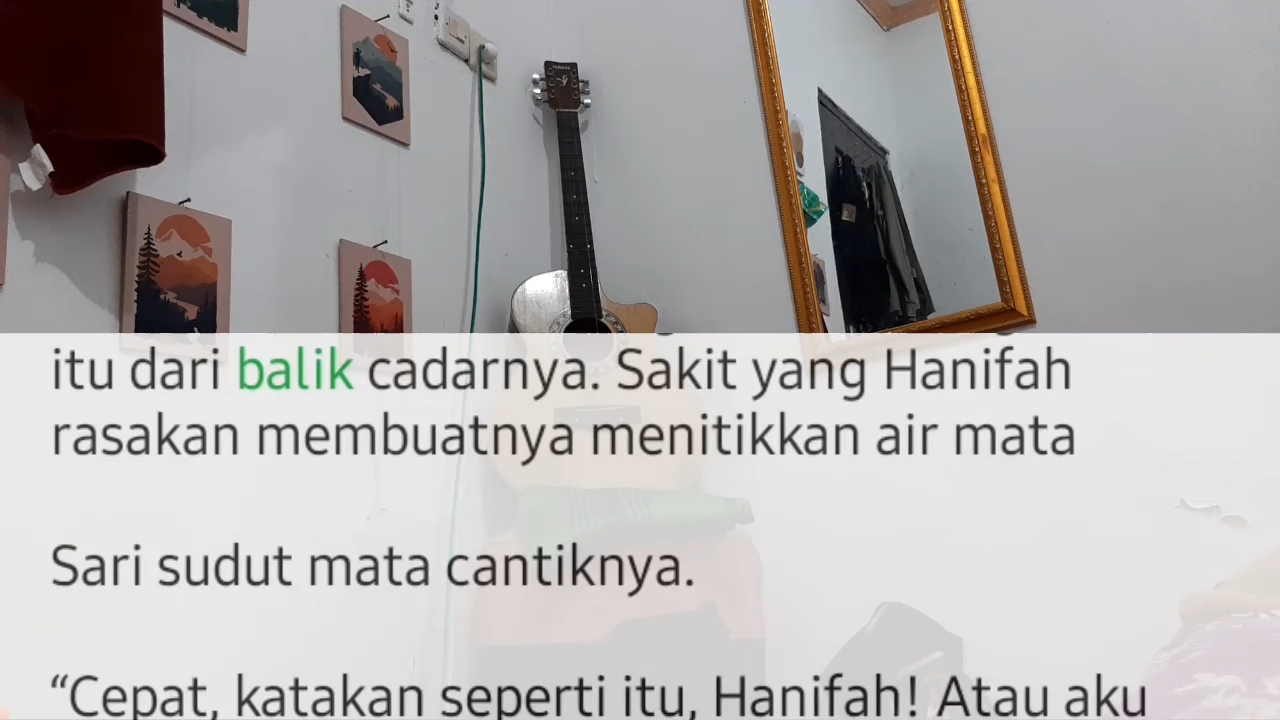 YAMAHA
itu dari balik cadarnya. Sakit yang Hanifah
rasakan membuatnya menitikkan air mata
Sari sudut mata cantiknya.
“Cepat, katakan seperti itu, Hanifah! Atau aku